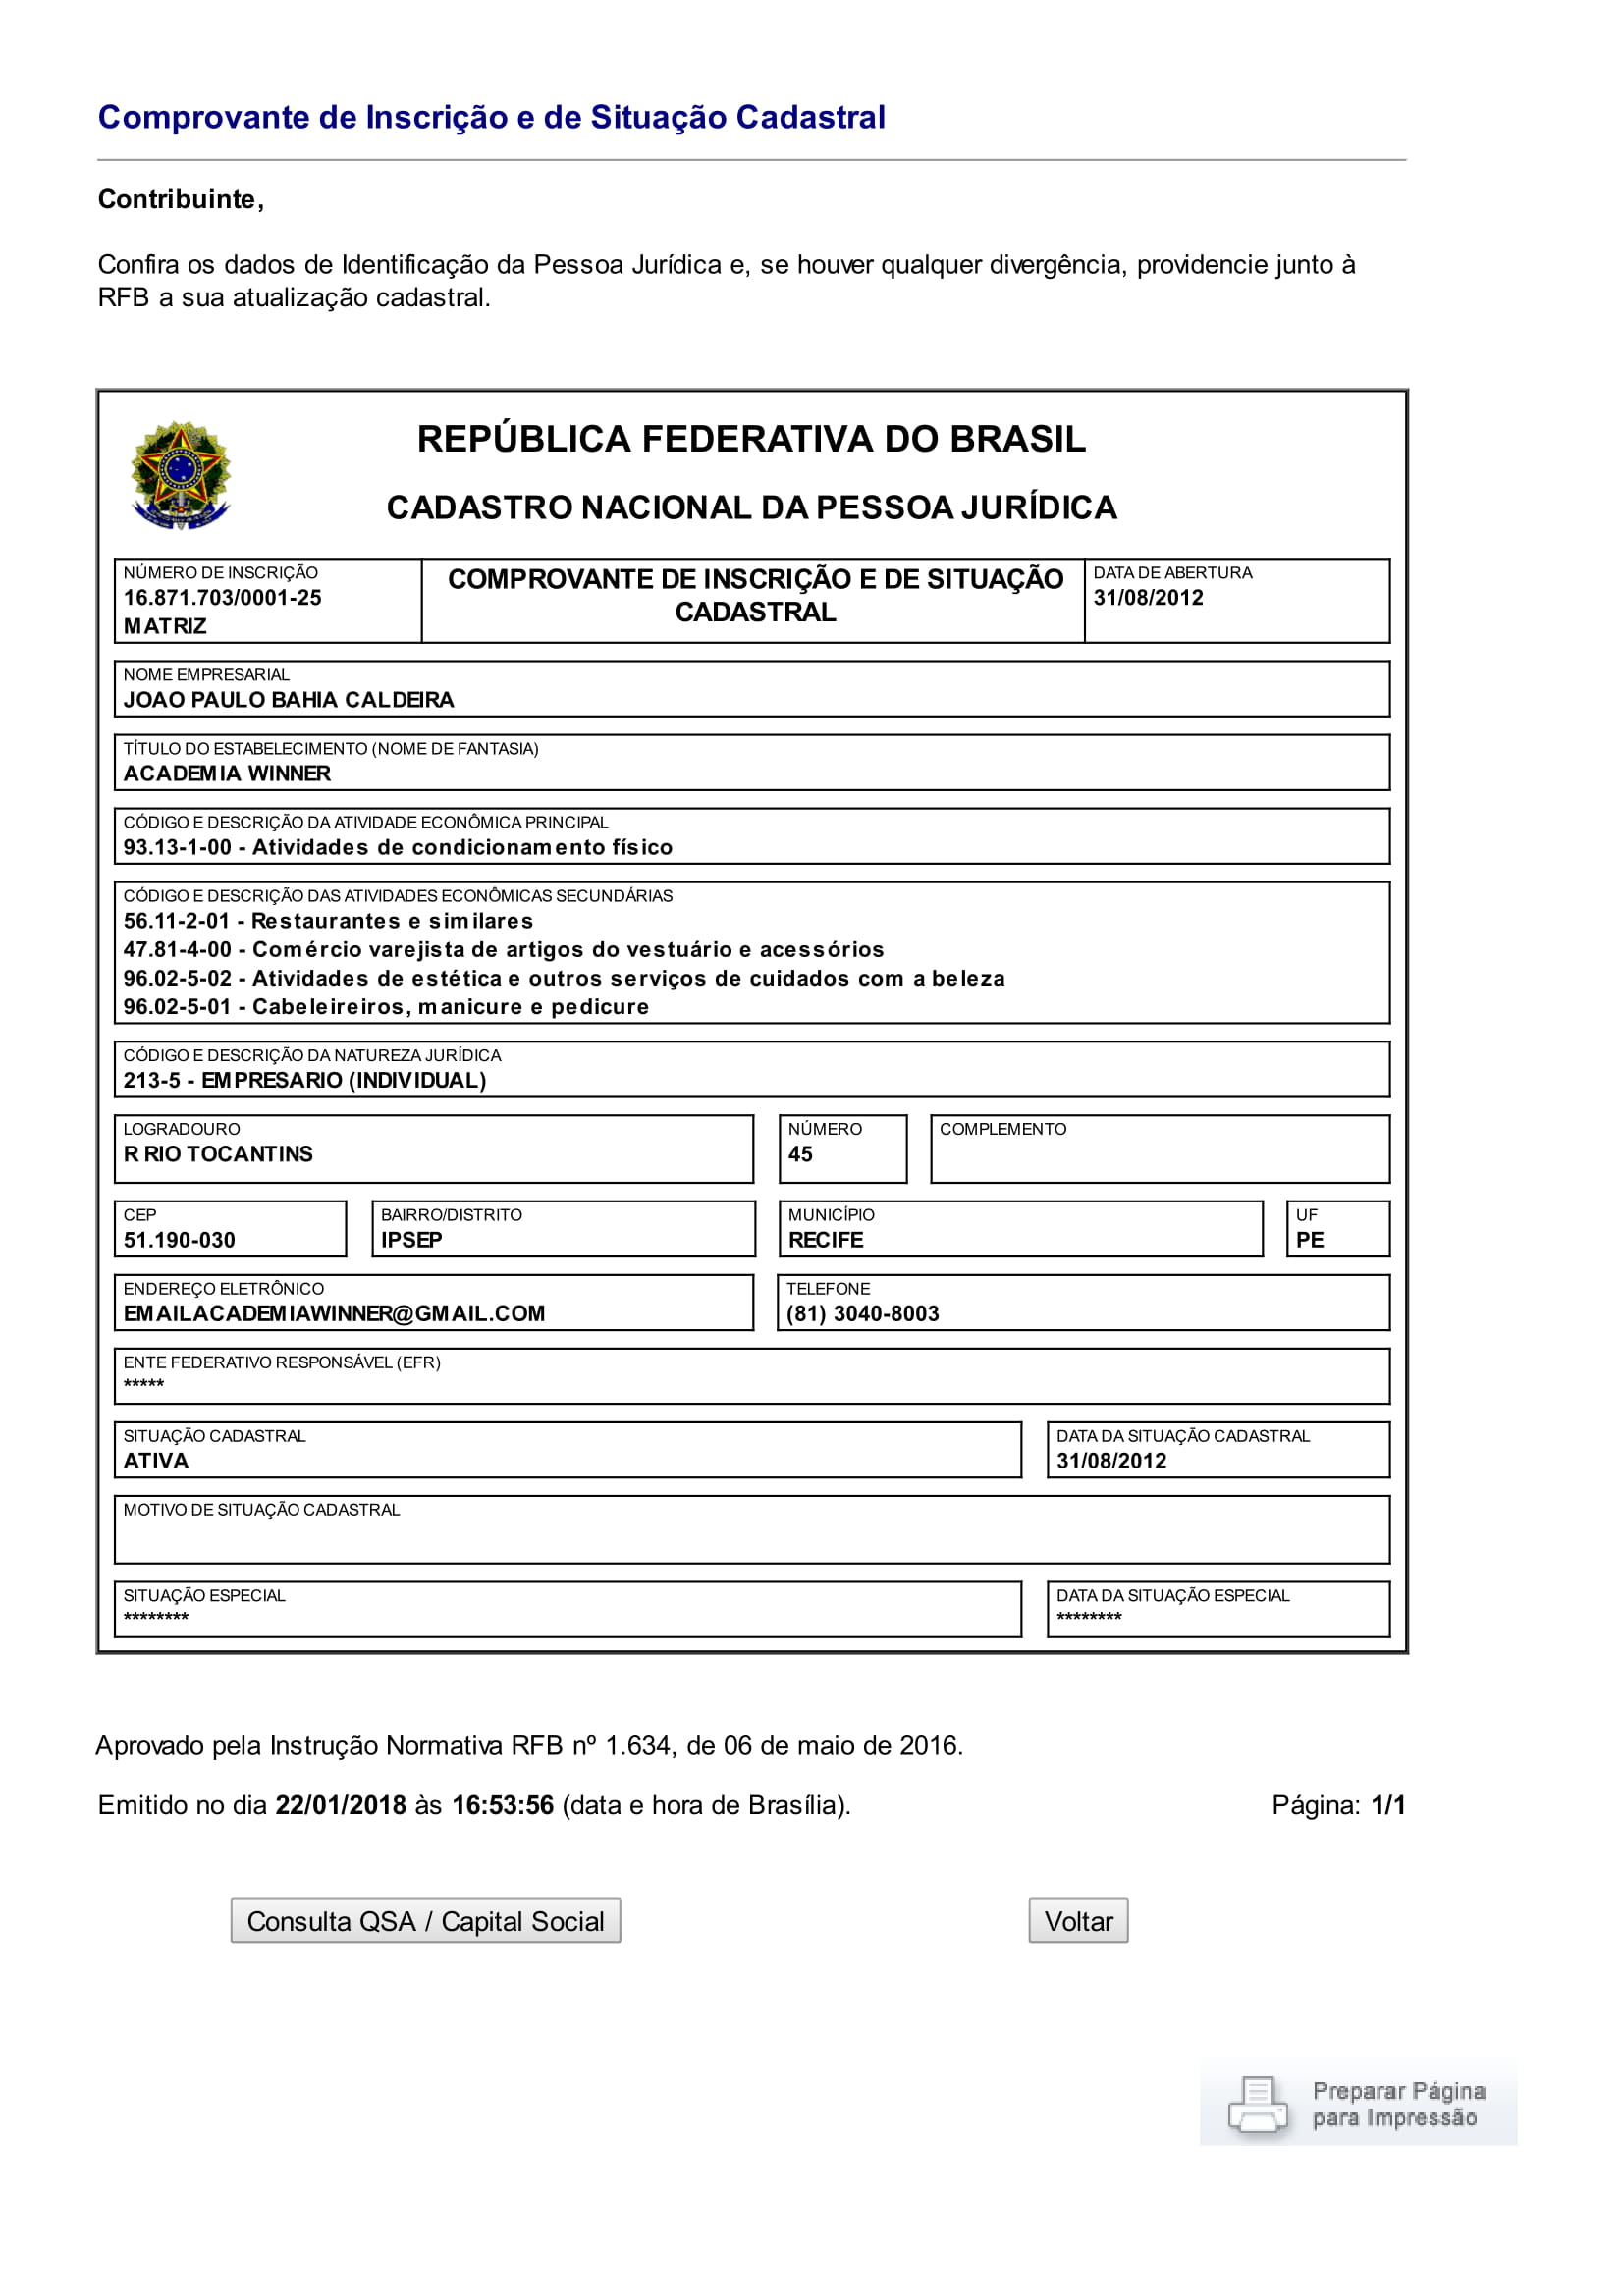 Comprovante de Inscrição e de Situação Cadastral
Contribuinte,
Confira os dados de Identificação da Pessoa Jurídica e, se houver qualquer divergência, providencie junto à
RFB a sua atualização cadastral.
REPÚBLICA FEDERATIVA DO BRASIL
CADASTRO NACIONAL DA PESSOA JURÍDICA
NÚMERO DE INSCRIÇÃO
16.871.703/0001-25
MATRIZ
COMPROVANTE DE INSCRIÇÃO E DE SITUAÇÃO
CADASTRAL
DATA DE ABERTURA
31/08/2012
NOME EMPRESARIAL
JOAO PAULO BAHIA CALDEIRA
TÍTULO DO ESTABELECIMENTO (NOME DE FANTASIA)
ACADEMIA WINNER
CÓDIGO E DESCRIÇÃO DA ATIVIDADE ECONÔMICA PRINCIPAL
93.13-1-00 - Atividades de condicionamento físico
CÓDIGO E DESCRIÇÃO DAS ATIVIDADES ECONÔMICAS SECUNDÁRIAS
56.11-2-01 - Restaurantes e similares
47.81-4-00 - Comércio varejista de artigos do vestuário e acessórios
96.02-5-02 - Atividades de estética e outros serviços de cuidados com a beleza
96.02-5-01 - Cabeleireiros, manicure e pedicure
CÓDIGO E DESCRIÇÃO DA NATUREZA JURÍDICA
213-5 - EMPRESARIO (INDIVIDUAL)
LOGRADOURO
R RIO TOCANTINS
NÚMERO
45
COMPLEMENTO
CEP
51.190-030
BAIRRO/DISTRITO
IPSEP
MUNICÍPIO
RECIFE
UF
PE
ENDEREÇO ELETRÔNICO
EMAILACADEMIAWINNER@GMAIL.COM
TELEFONE
(81) 3040-8003
ENTE FEDERATIVO RESPONSÁVEL (EFR)
*****
SITUAÇÃO CADASTRAL
ATIVA
DATA DA SITUAÇÃO CADASTRAL
31/08/2012
MOTIVO DE SITUAÇÃO CADASTRAL
SITUAÇÃO ESPECIAL
********
DATA DA SITUAÇÃO ESPECIAL
********
Aprovado pela Instrução Normativa RFB nº 1.634, de 06 de maio de 2016.
Emitido no dia 22/01/2018 às 16:53:56 (data e hora de Brasília).
Página: 1/1
Consulta QSA / Capital Social
Voltar
Preparar Página
para Impressão